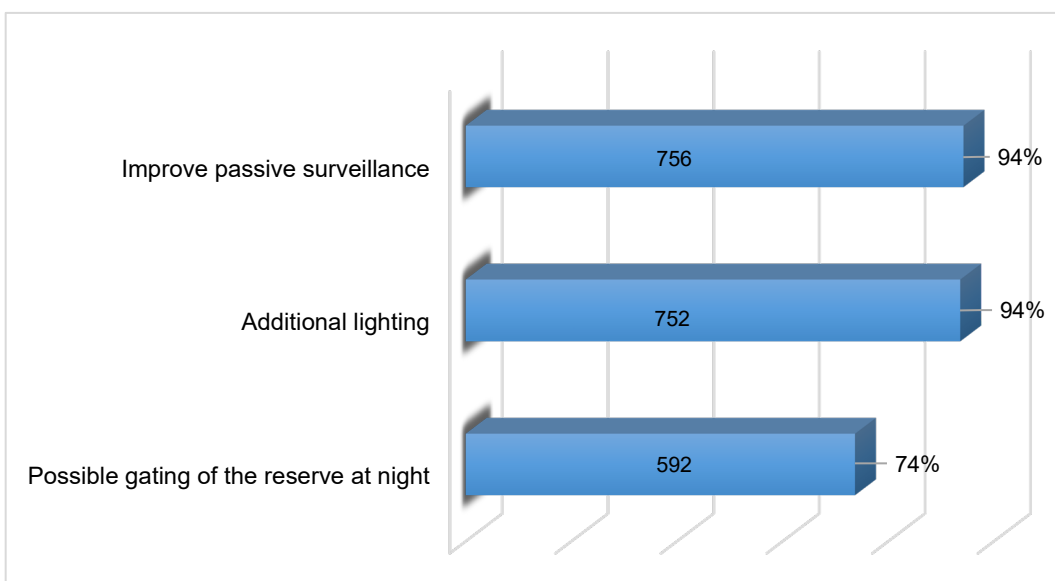 Improve passive surveillance
756
94%
Additional lighting
752
94%
Possible gating of the reserve at night
592
74%